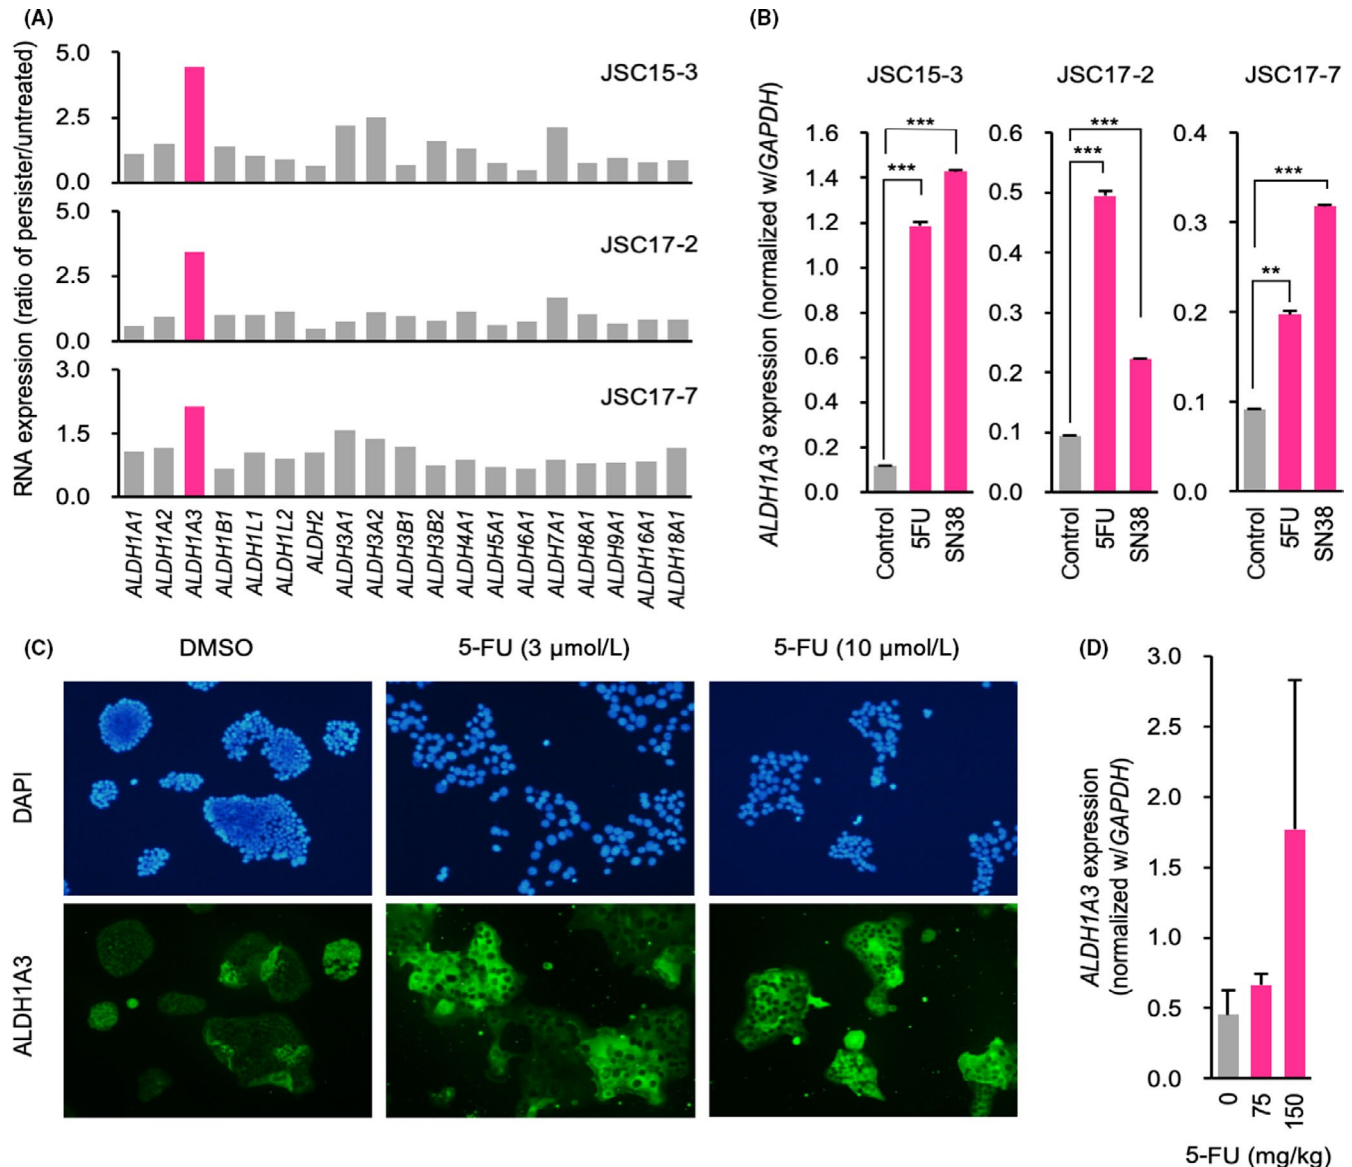 (A)
RNA expression (ratio of persister/untreated)
5.0
2.5
0.0
JSC15-3
5.0
2.5
0.0
JSC17-2
3.0
1.5
0.0
JSC17-7
ALDH1A1
ALDH1A2
ALDH1A3
ALDH1B1
ALDH1L1
ALDH1L2
ALDH2
ALDH3A1
ALDH3A2
ALDH3B1
ALDH3B2
ALDH4A1
ALDH5A1
ALDH6A1
ALDH7A1
ALDH8A1
ALDH9A1
ALDH16A1
ALDH18A1
(B)
ALDH1A3 expression (normalized w/GAPDH)
JSC15-3
1.6
1.4
1.2
1.0
0.8
0.6
0.4
0.2
0.0
***
***
Control
5FU
SN38
JSC17-2
0.6
0.5
0.4
0.3
0.2
0.1
0.0
***
***
Control
5FU
SN38
JSC17-7
0.4
0.3
0.2
0.1
0.0
***
**
Control
5FU
SN38
(C)
DMSO
5-FU (3 µmol/L)
5-FU (10 µmol/L)
DAPI
ALDH1A3
(D)
ALDH1A3 expression
(normalized w/GAPDH)
3.0
2.5
2.0
1.5
1.0
0.5
0.0
0
75
150
5-FU (mg/kg)